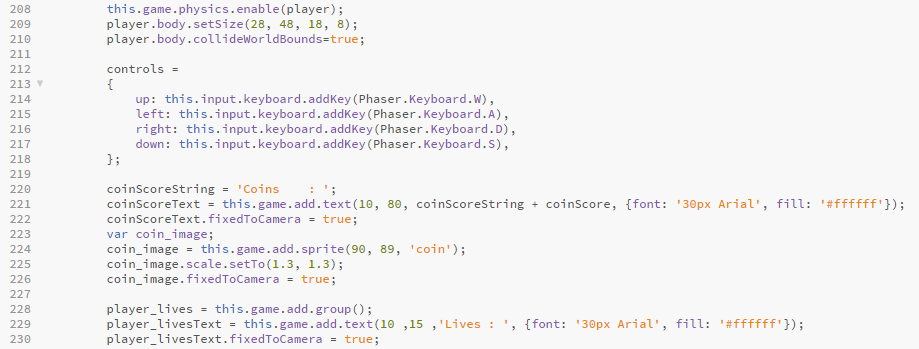 208 this.game.physics.enable(player);
209 player.body.setSize(28, 48, 18, 8);
210 player.body.collideWorldBounds=true;
211
212 controls =
213 {
214 up: this.input.keyboard.addKey(Phaser.Keyboard.W),
215 left: this.input.keyboard.addKey(Phaser.Keyboard.A),
216 right: this.input.keyboard.addKey(Phaser.Keyboard.D),
217 down: this.input.keyboard.addKey(Phaser.Keyboard.S),
218 };
219
220 coinScoreString = 'Coins    : ';
221 coinScoreText = this.game.add.text(10, 80, coinScoreString + coinScore, {font: '30px Arial', fill: '#ffffff'});
222 coinScoreText.fixedToCamera = true;
223 var coin_image;
224 coin_image = this.game.add.sprite(90, 89, 'coin');
225 coin_image.scale.setTo(1.3, 1.3);
226 coin_image.fixedToCamera = true;
227
228 player_lives = this.game.add.group();
229 player_livesText = this.game.add.text(10 ,15 ,'Lives : ', {font: '30px Arial', fill: '#ffffff'});
230 player_livesText.fixedToCamera = true;